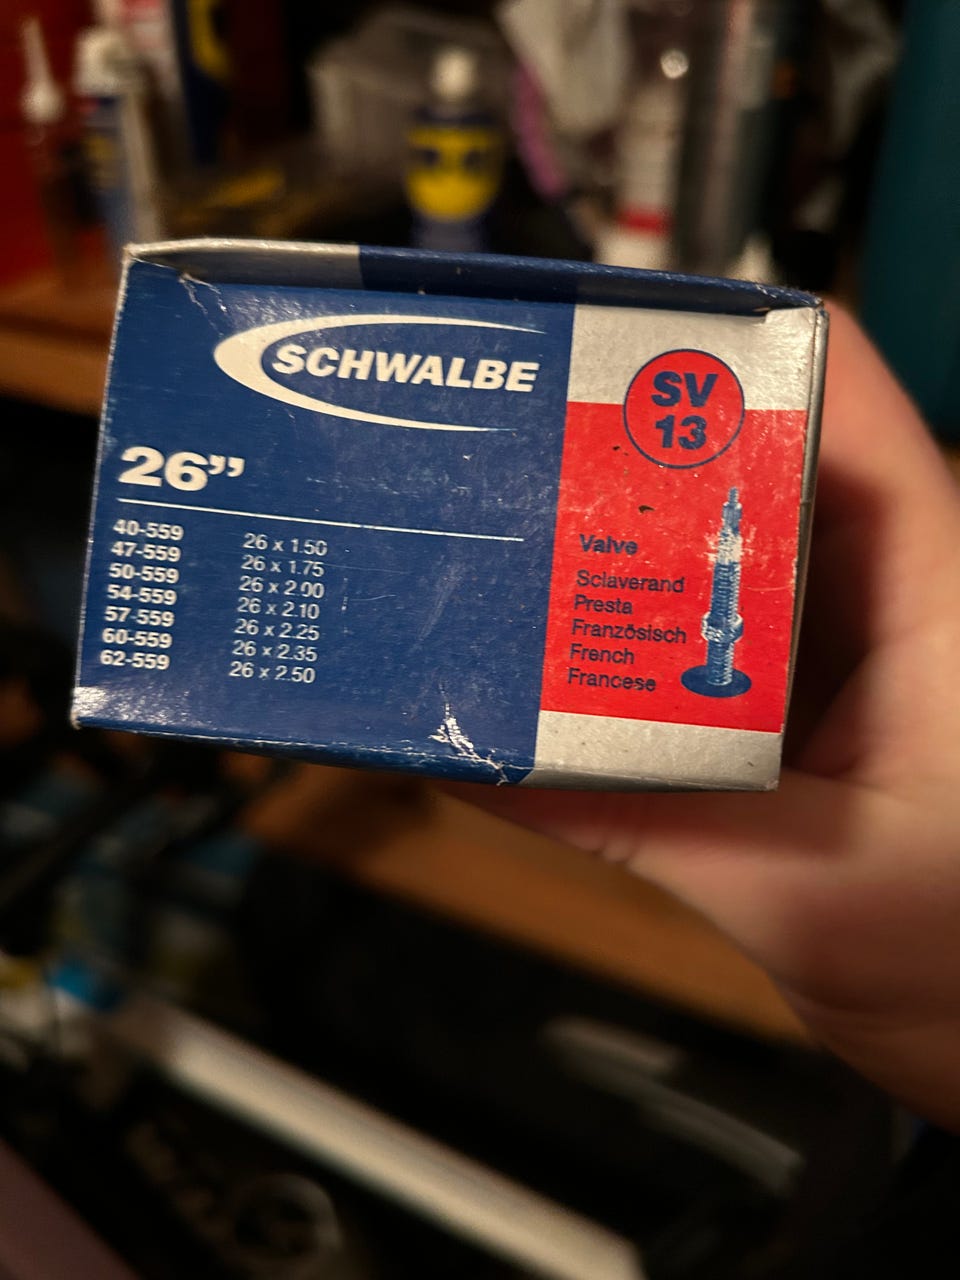 SCHWALBE
26”
40-559 26 x 1.50
47-559 26 x 1.75
50-559 26 x 2.00
54-559 26 x 2.10
57-559 26 x 2.25
60-559 26 x 2.35
62-559 26 x 2.50
SV
13
Valve
Sclaverand
Presta
Französisch
French
Francese